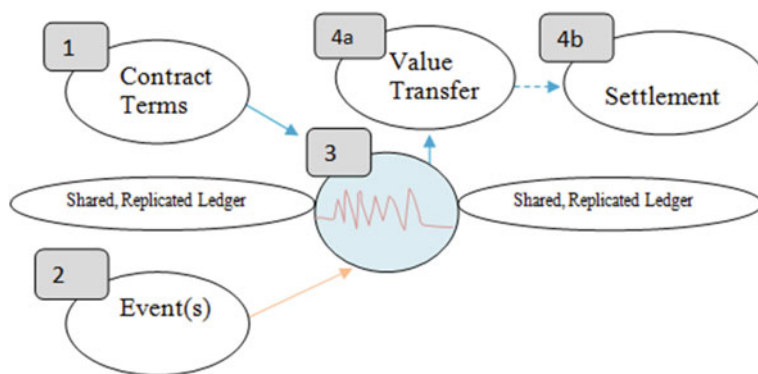 1
Contract
Terms
4a
Value
Transfer
4b
Settlement
3
Shared, Replicated Ledger
Shared, Replicated Ledger
2
Event(s)